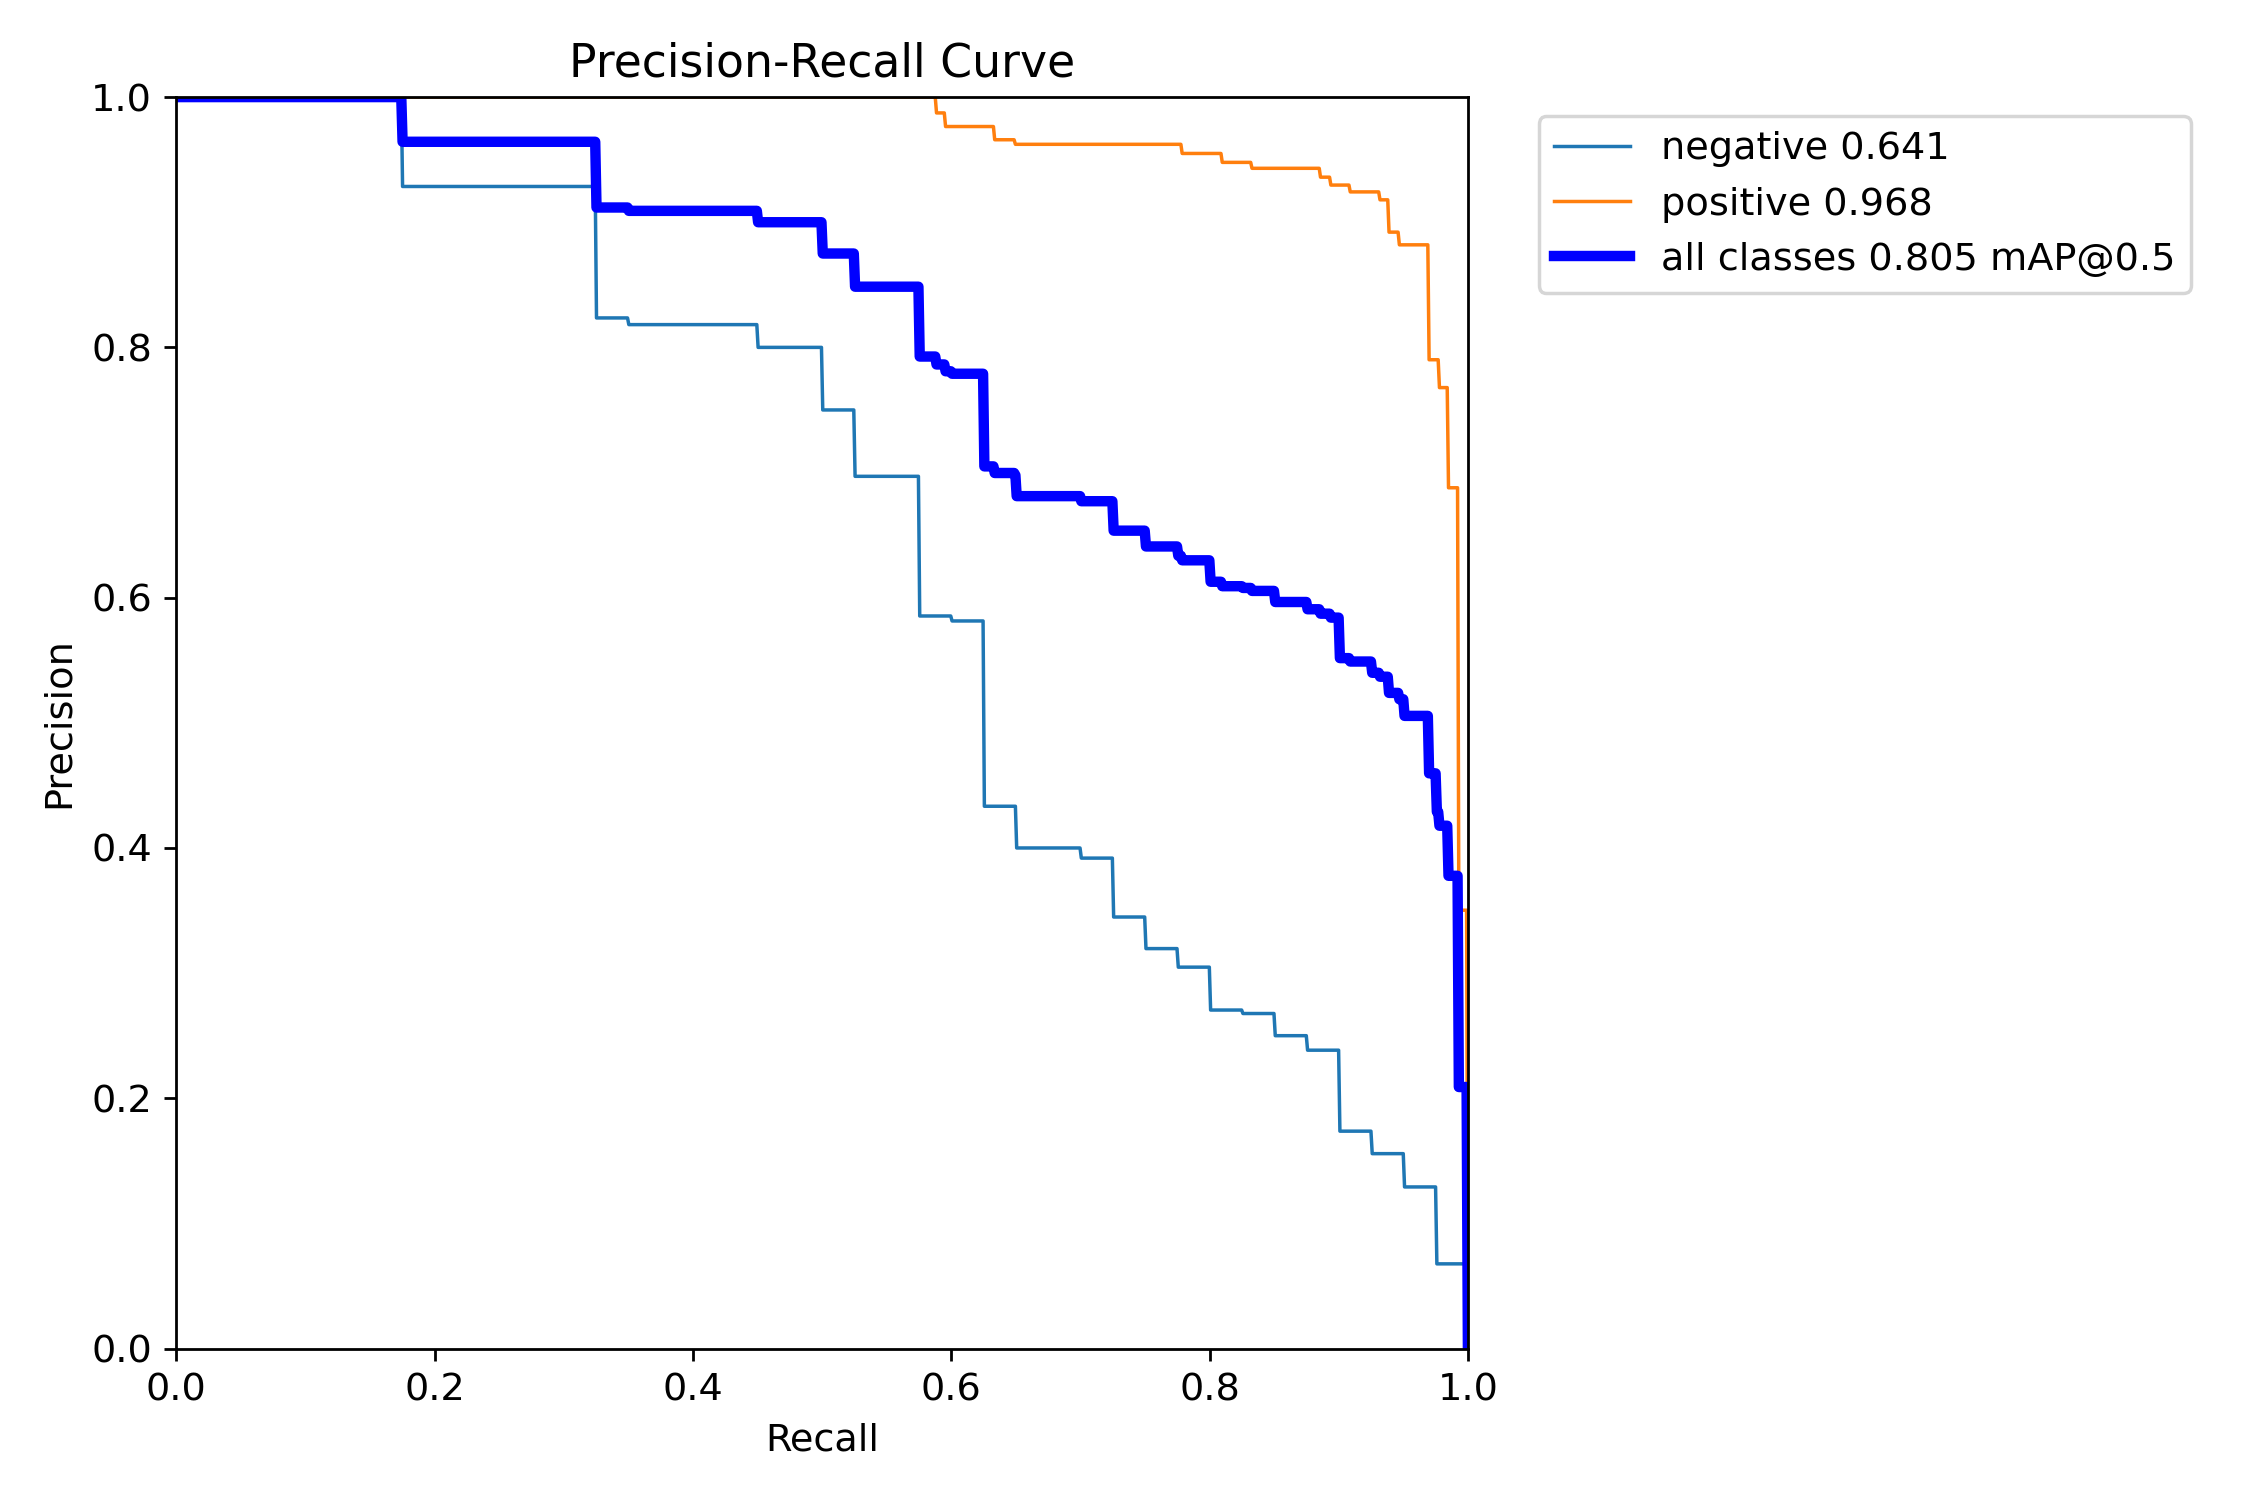 Precision-Recall Curve
1.0
0.8
0.6
0.4
0.2
0.0
Precision
0.0 0.2 0.4 0.6 0.8 1.0
Recall
negative 0.641
positive 0.968
all classes 0.805 mAP@0.5